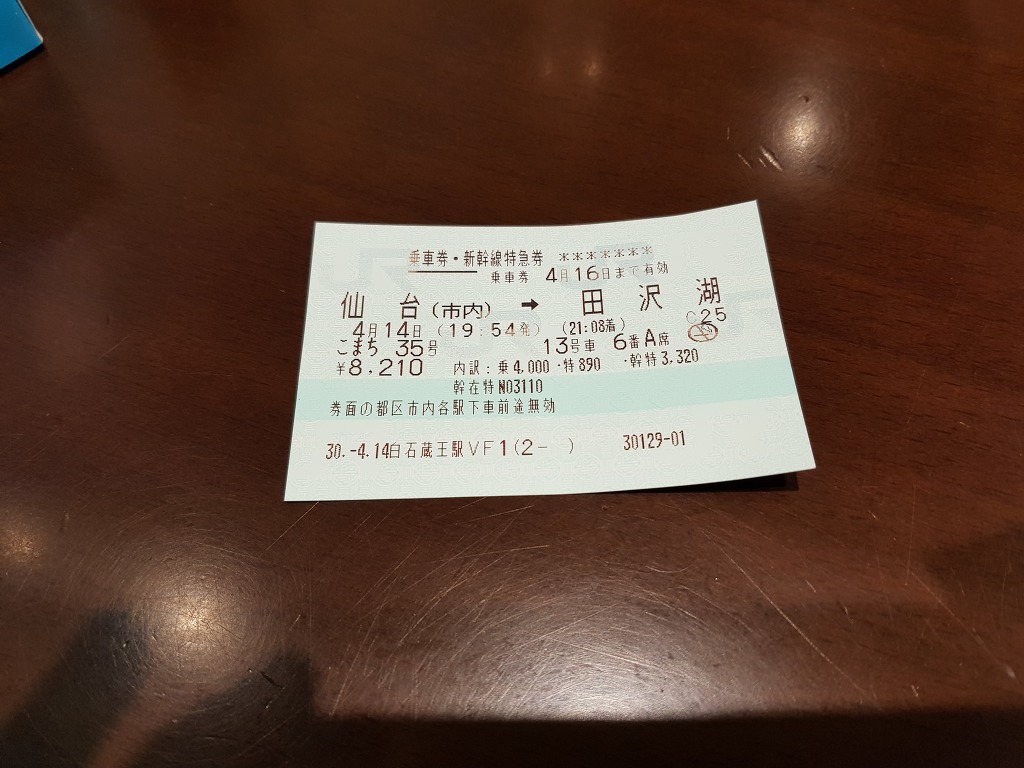 乗車券・新幹線特急券 *******
乗車券 4月16日まで有効
仙台(市内) ➡ 田沢湖
4月14日 (19:54発) (21:08着) C25
こまち 35号 13号車 6番A席
¥8,210 内訳:乗4,000・特890 ・幹特3,320
幹在特N03110
券面の都区市内各駅下車前途無効
30.-4.14白石蔵王駅VF1(2- ) 30129-01